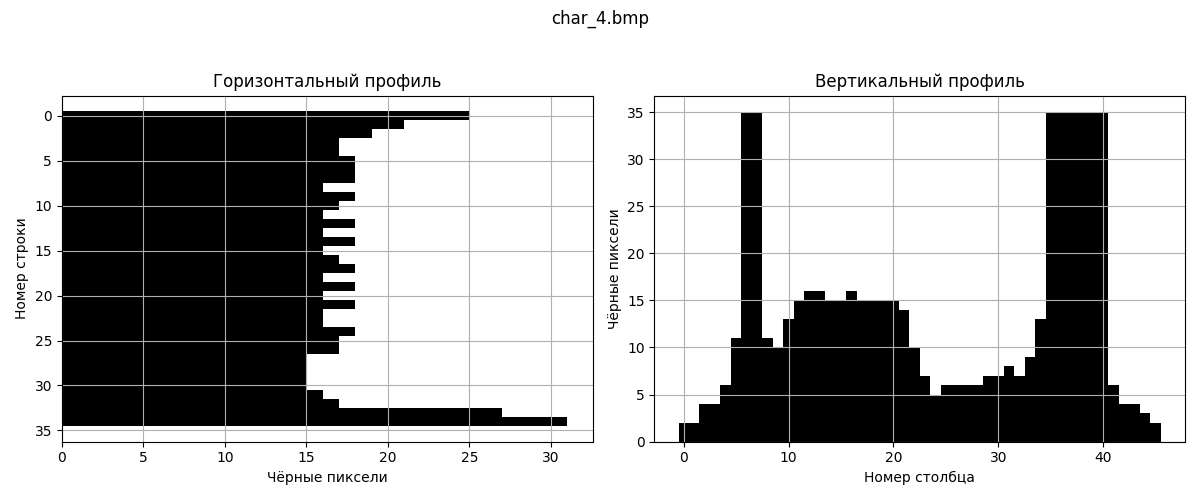 char_4.bmp
Горизонтальный профиль
Вертикальный профиль
0
5
10
15
20
25
30
35
Номер строки
0 5 10 15 20 25 30
Чёрные пиксели
35
30
25
20
15
10
5
0
Чёрные пиксели
0 10 20 30 40
Номер столбца